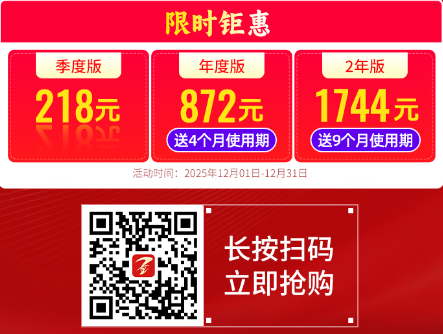 限时钜惠
季度版
年度版
2年版
218元
872元
1744元
送4个月使用期
送9个月使用期
活动时间：2025年12月01日-12月31日
长按扫码
立即抢购